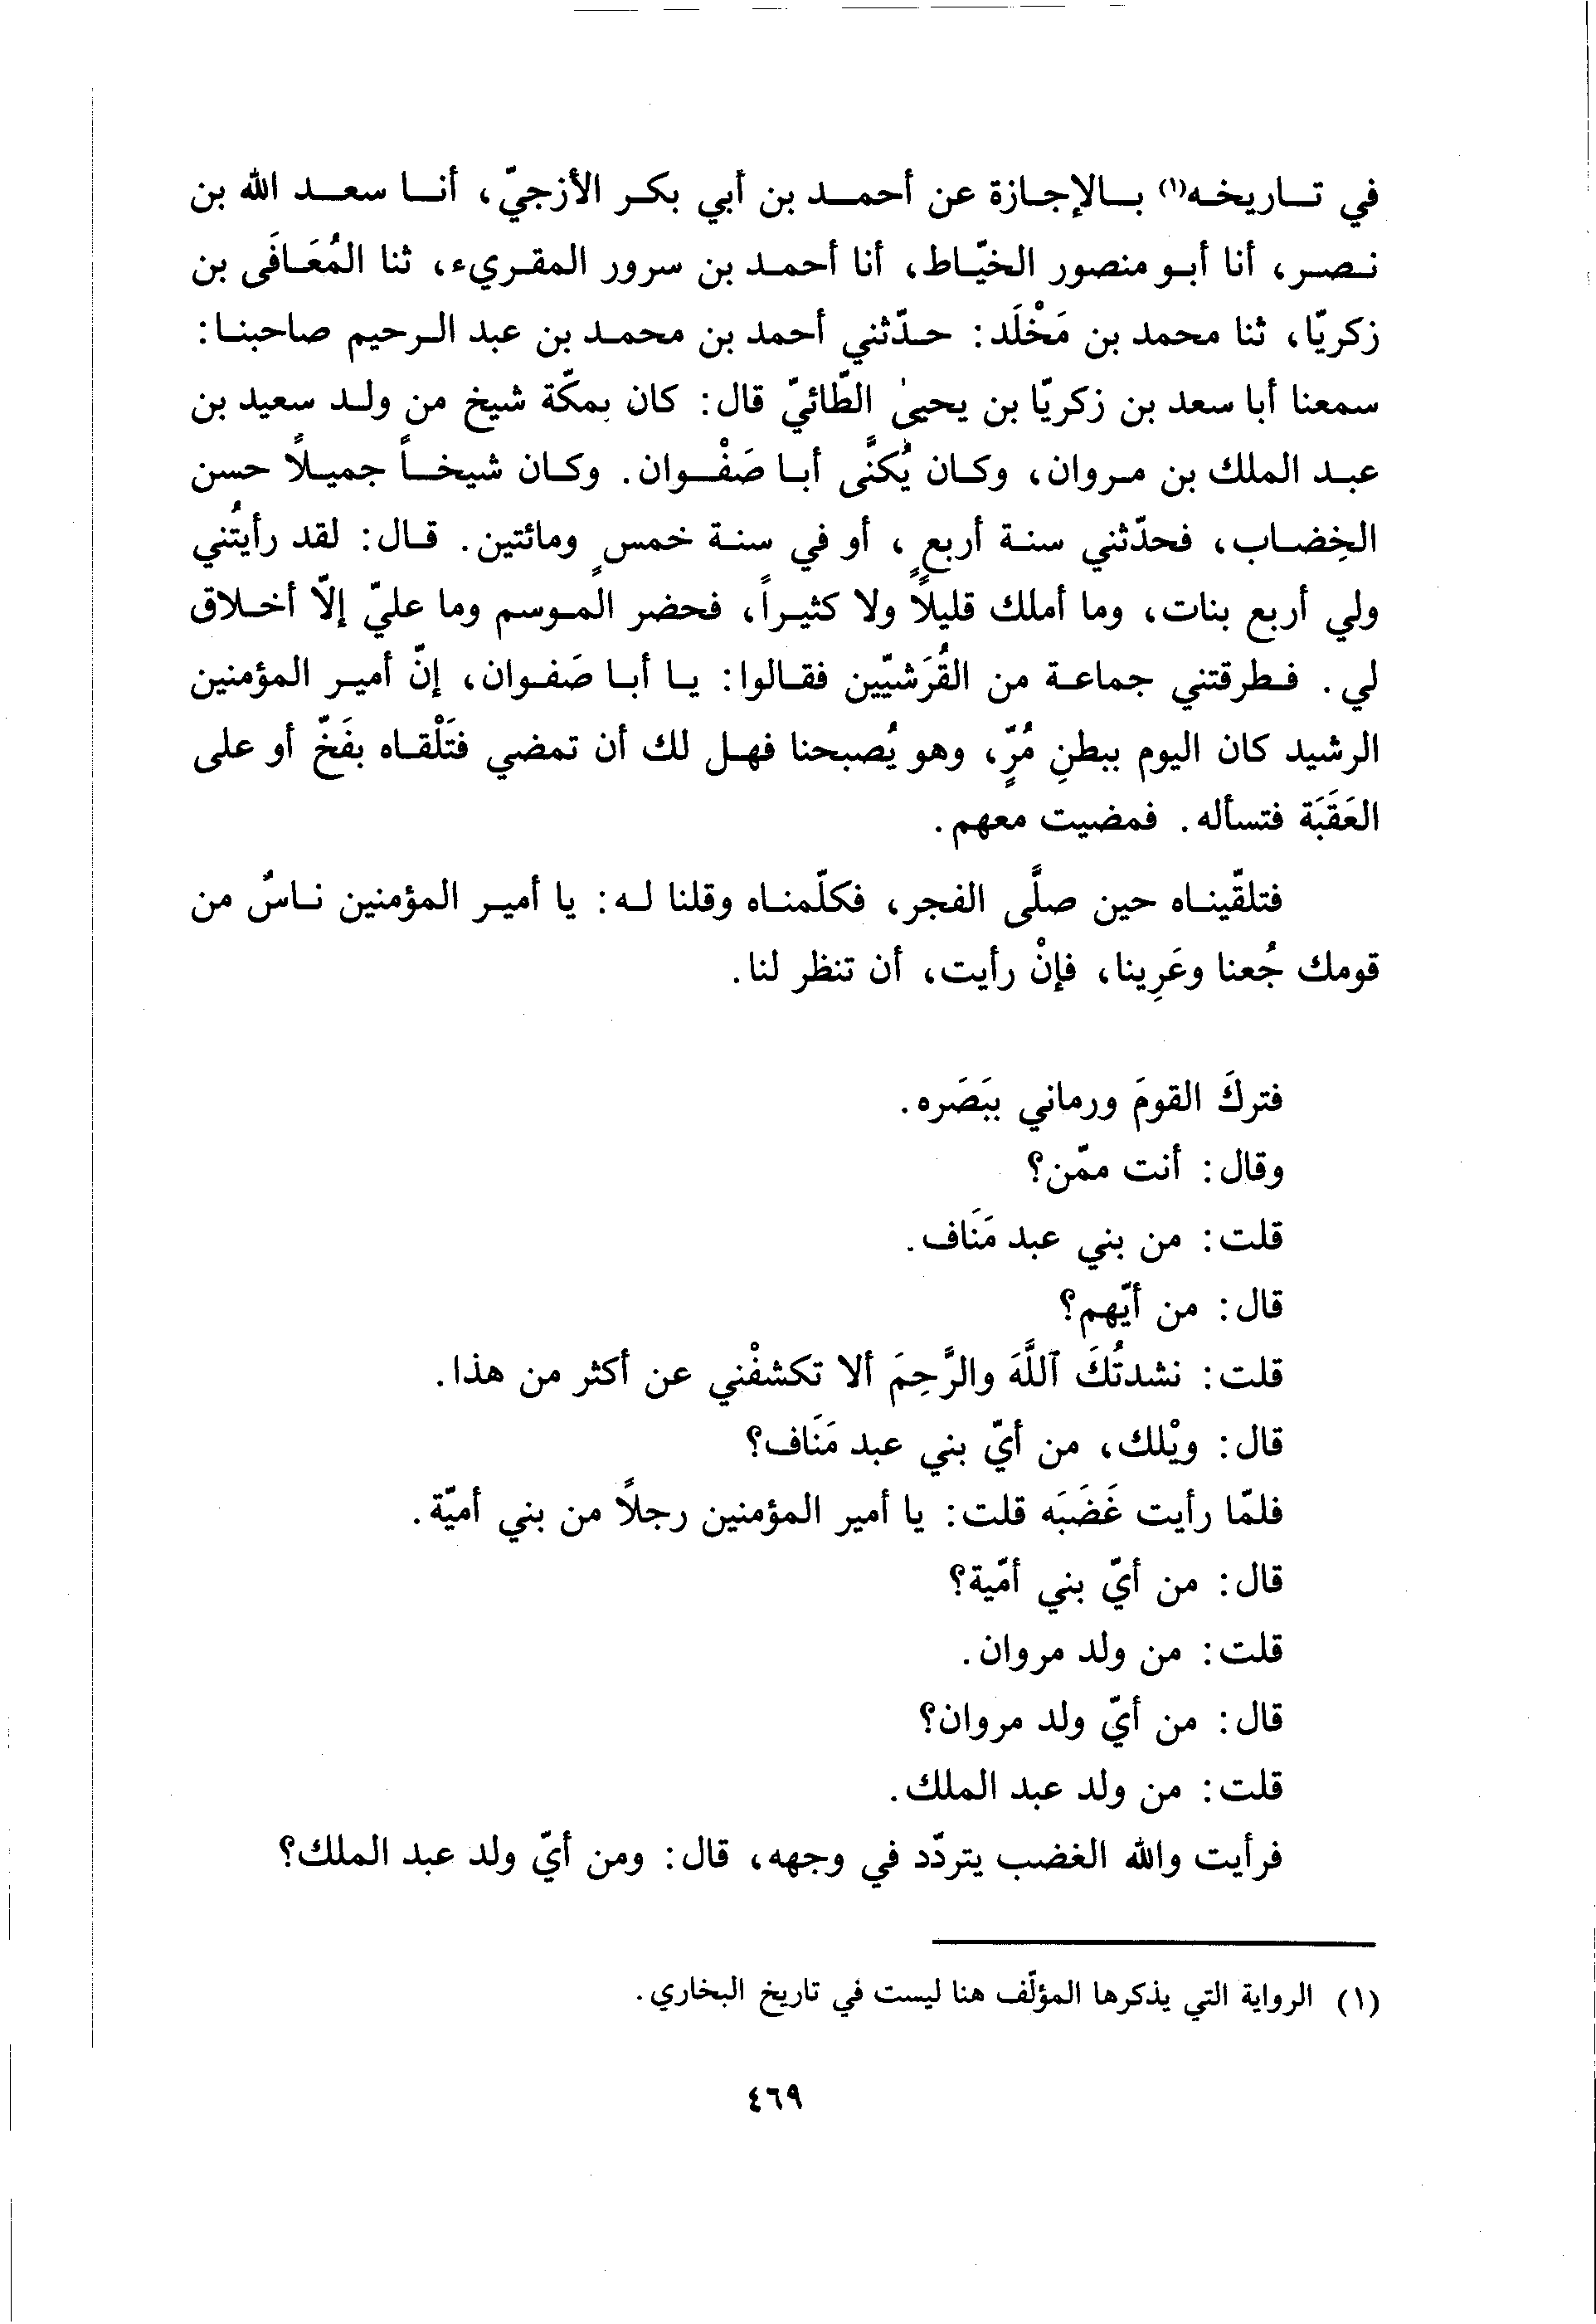 في تاريخه(١) بالإجازة عن أحمد بن أبي بكر الأزجيّ، أنا سعد الله بن
نصر، أنا أبو منصور الخيّاط، أنا أحمد بن سرور المقريء، ثنا المُعَافَى بن
زكريّا، ثنا محمد بن مَخْلَد: حدّثني أحمد بن محمد بن عبد الرحيم صاحبنا:
سمعنا أبا سعد بن زكريّا بن يحيىٰ الطّائيّ قال: كان بمكّة شيخ من ولد سعيد بن
عبد الملك بن مروان، وكان يُكنَّى أبا صَفْوان. وكان شيخاً جميلاً حسن
الخِضاب، فحدّثني سنة أربعٍ، أو في سنة خمسٍ ومائتين. قال: لقد رأيتُني
ولي أربع بنات، وما أملك قليلاً ولا كثيراً، فحضر الموسم وما عليّ إلاّ أخلاق
لي. فطرقتني جماعة من القُرَشيّين فقالوا: يا أبا صَفوان، إنّ أمير المؤمنين
الرشيد كان اليوم ببطنِ مُرٍّ، وهو يُصبحنا فهل لك أن تمضي فتَلْقاه بفَخّ أو على
العَقَبَة فتسأله. فمضيت معهم.
فتلقّيناه حين صلَّى الفجر، فكلّمناه وقلنا له: يا أمير المؤمنين ناسٌ من
قومك جُعنا وعَرِينا، فإنْ رأيت، أن تنظر لنا.
فتركَ القومَ ورماني ببَصَره.
وقال: أنت ممّن؟
قلت: من بني عبد مَنَاف.
قال: من أيّهم؟
قلت: نشدتُكَ ٱللَّهَ والرَّحِمَ ألا تكشفْني عن أكثر من هذا.
قال: ويْلك، من أيّ بني عبد مَنَاف؟
فلمّا رأيت غَضَبَه قلت: يا أمير المؤمنين رجلاً من بني أميّة.
قال: من أيّ بني أمّية؟
قلت: من ولد مروان.
قال: من أيّ ولد مروان؟
قلت: من ولد عبد الملك.
فرأيت والله الغضب يتردّد في وجهه، قال: ومن أيّ ولد عبد الملك؟
(١) الرواية التي يذكرها المؤلّف هنا ليست في تاريخ البخاري.
٤٦٩